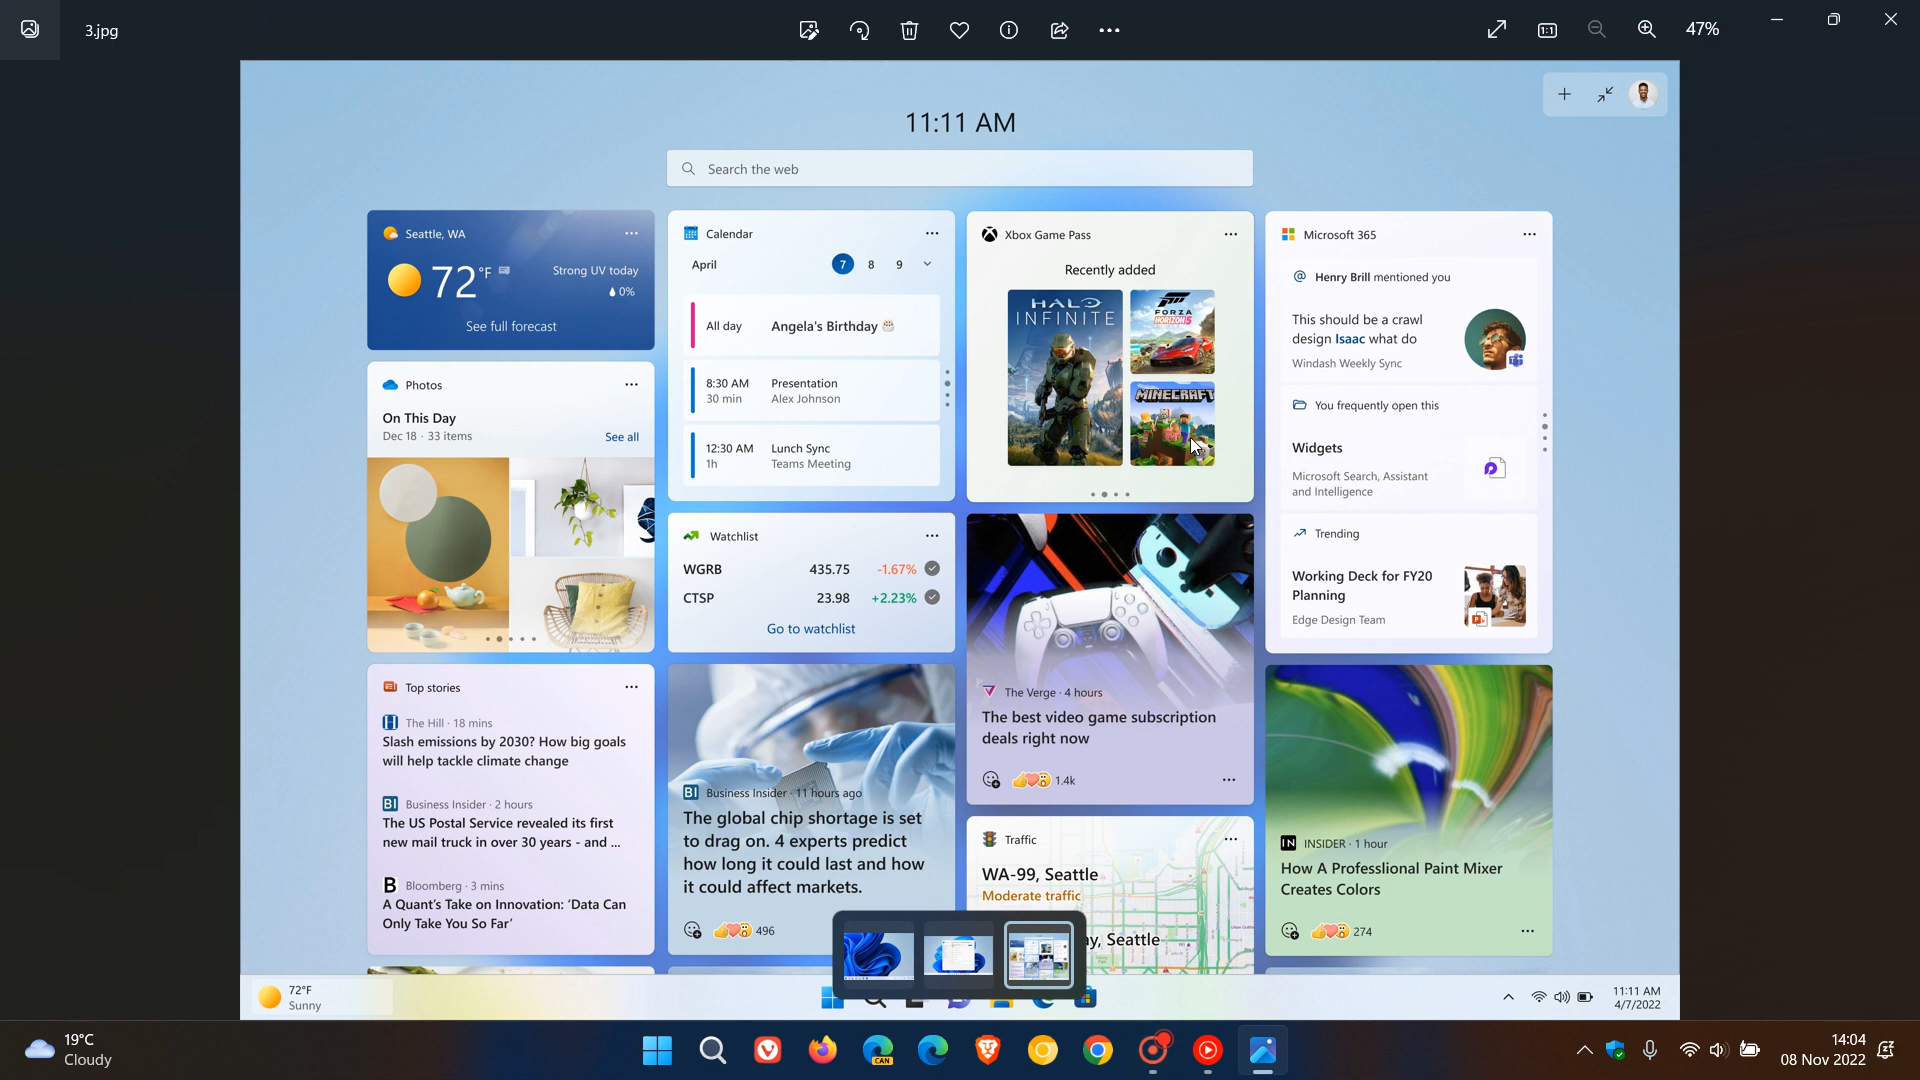 3.jpg
47%
11:11 AM
Search the web
Seattle, WA
72°F
Strong UV today
0%
See full forecast
Photos
On This Day
Dec 18 · 33 items
See all
Top stories
The Hill · 18 mins
Slash emissions by 2030? How big goals
will help tackle climate change
Business Insider · 2 hours
The US Postal Service revealed its first
new mail truck in over 30 years - and ...
Bloomberg · 3 mins
A Quant's Take on Innovation: 'Data Can
Only Take You So Far'
Calendar
April
7 8 9
All day Angela's Birthday
8:30 AM Presentation
30 min Alex Johnson
12:30 AM Lunch Sync
1h Teams Meeting
Watchlist
WGRB 435.75 -1.67%
CTSP 23.98 +2.23%
Go to watchlist
BI Business Insider · 11 hours ago
The global chip shortage is set
to drag on. 4 experts predict
how long it could last and how
it could affect markets.
496
Xbox Game Pass
Recently added
HALO
INFINITE
FORZA
HORIZON 5
MINECRAFT
The Verge · 4 hours
The best video game subscription
deals right now
1.4k
Traffic
WA-99, Seattle
Moderate traffic
ay, Seattle
Microsoft 365
Henry Brill mentioned you
This should be a crawl
design Isaac what do
Windash Weekly Sync
You frequently open this
Widgets
Microsoft Search, Assistant
and Intelligence
Trending
Working Deck for FY20
Planning
Edge Design Team
IN INSIDER · 1 hour
How A Professlional Paint Mixer
Creates Colors
274
72°F
Sunny
11:11 AM
4/7/2022
19°C
Cloudy
CAN
14:04
08 Nov 2022